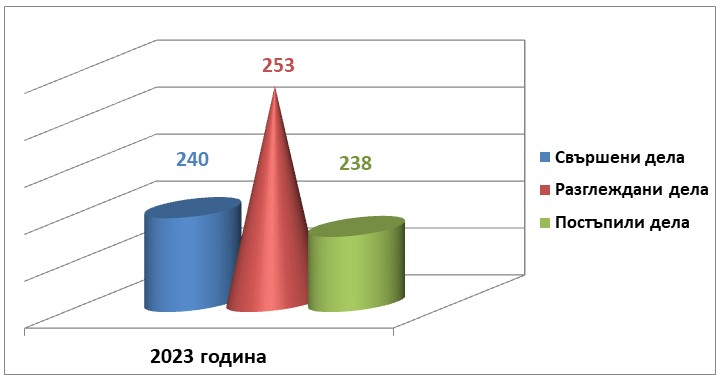 253
240
238
Свършени дела
Разглеждани дела
Постъпили дела
2023 година